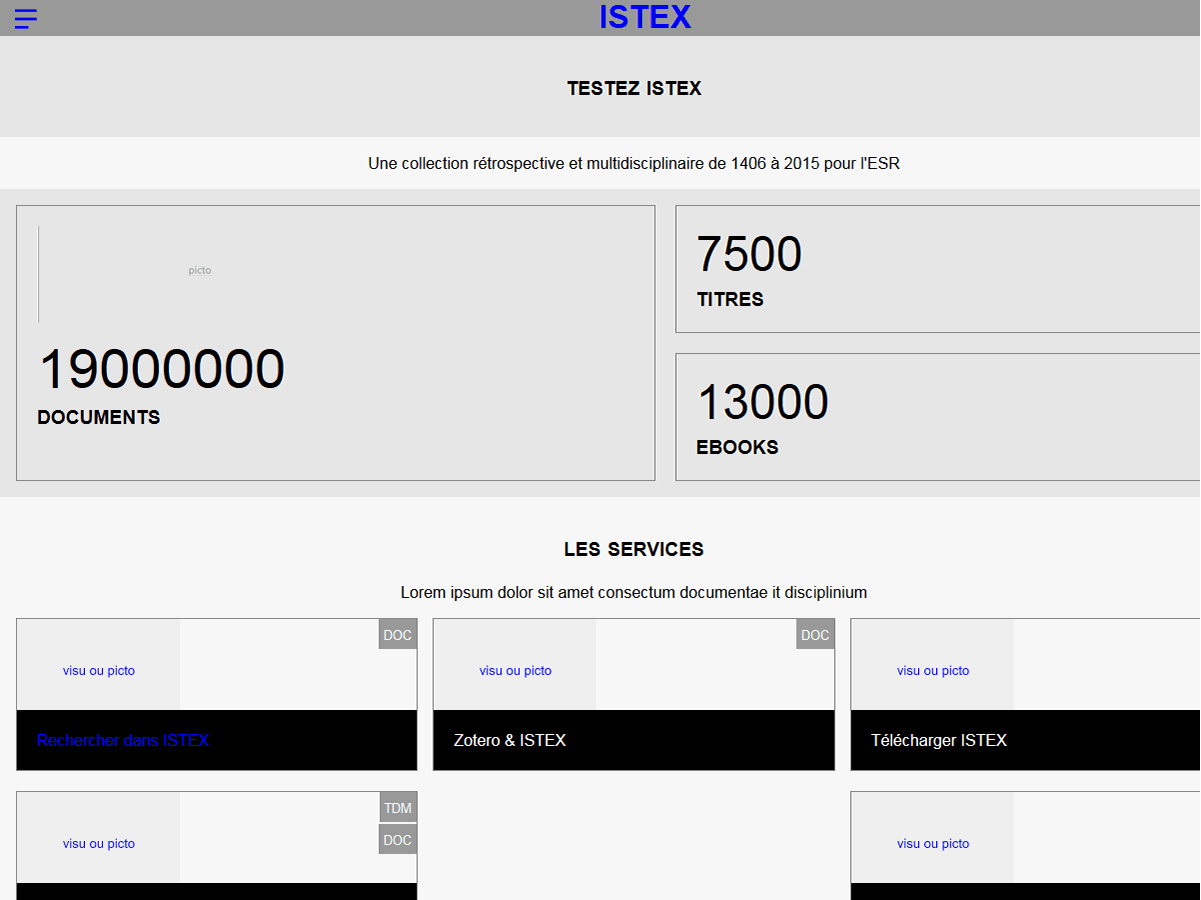 ISTEX
TESTEZ ISTEX
Une collection rétrospective et multidisciplinaire de 1406 à 2015 pour l'ESR
picto
19000000
DOCUMENTS
7500
TITRES
13000
EBOOKS
LES SERVICES
Lorem ipsum dolor sit amet consectum documentae it disciplinium
DOC
visu ou picto
Rechercher dans ISTEX
DOC
visu ou picto
Zotero & ISTEX
visu ou picto
Télécharger ISTEX
TDM
DOC
visu ou picto
visu ou picto